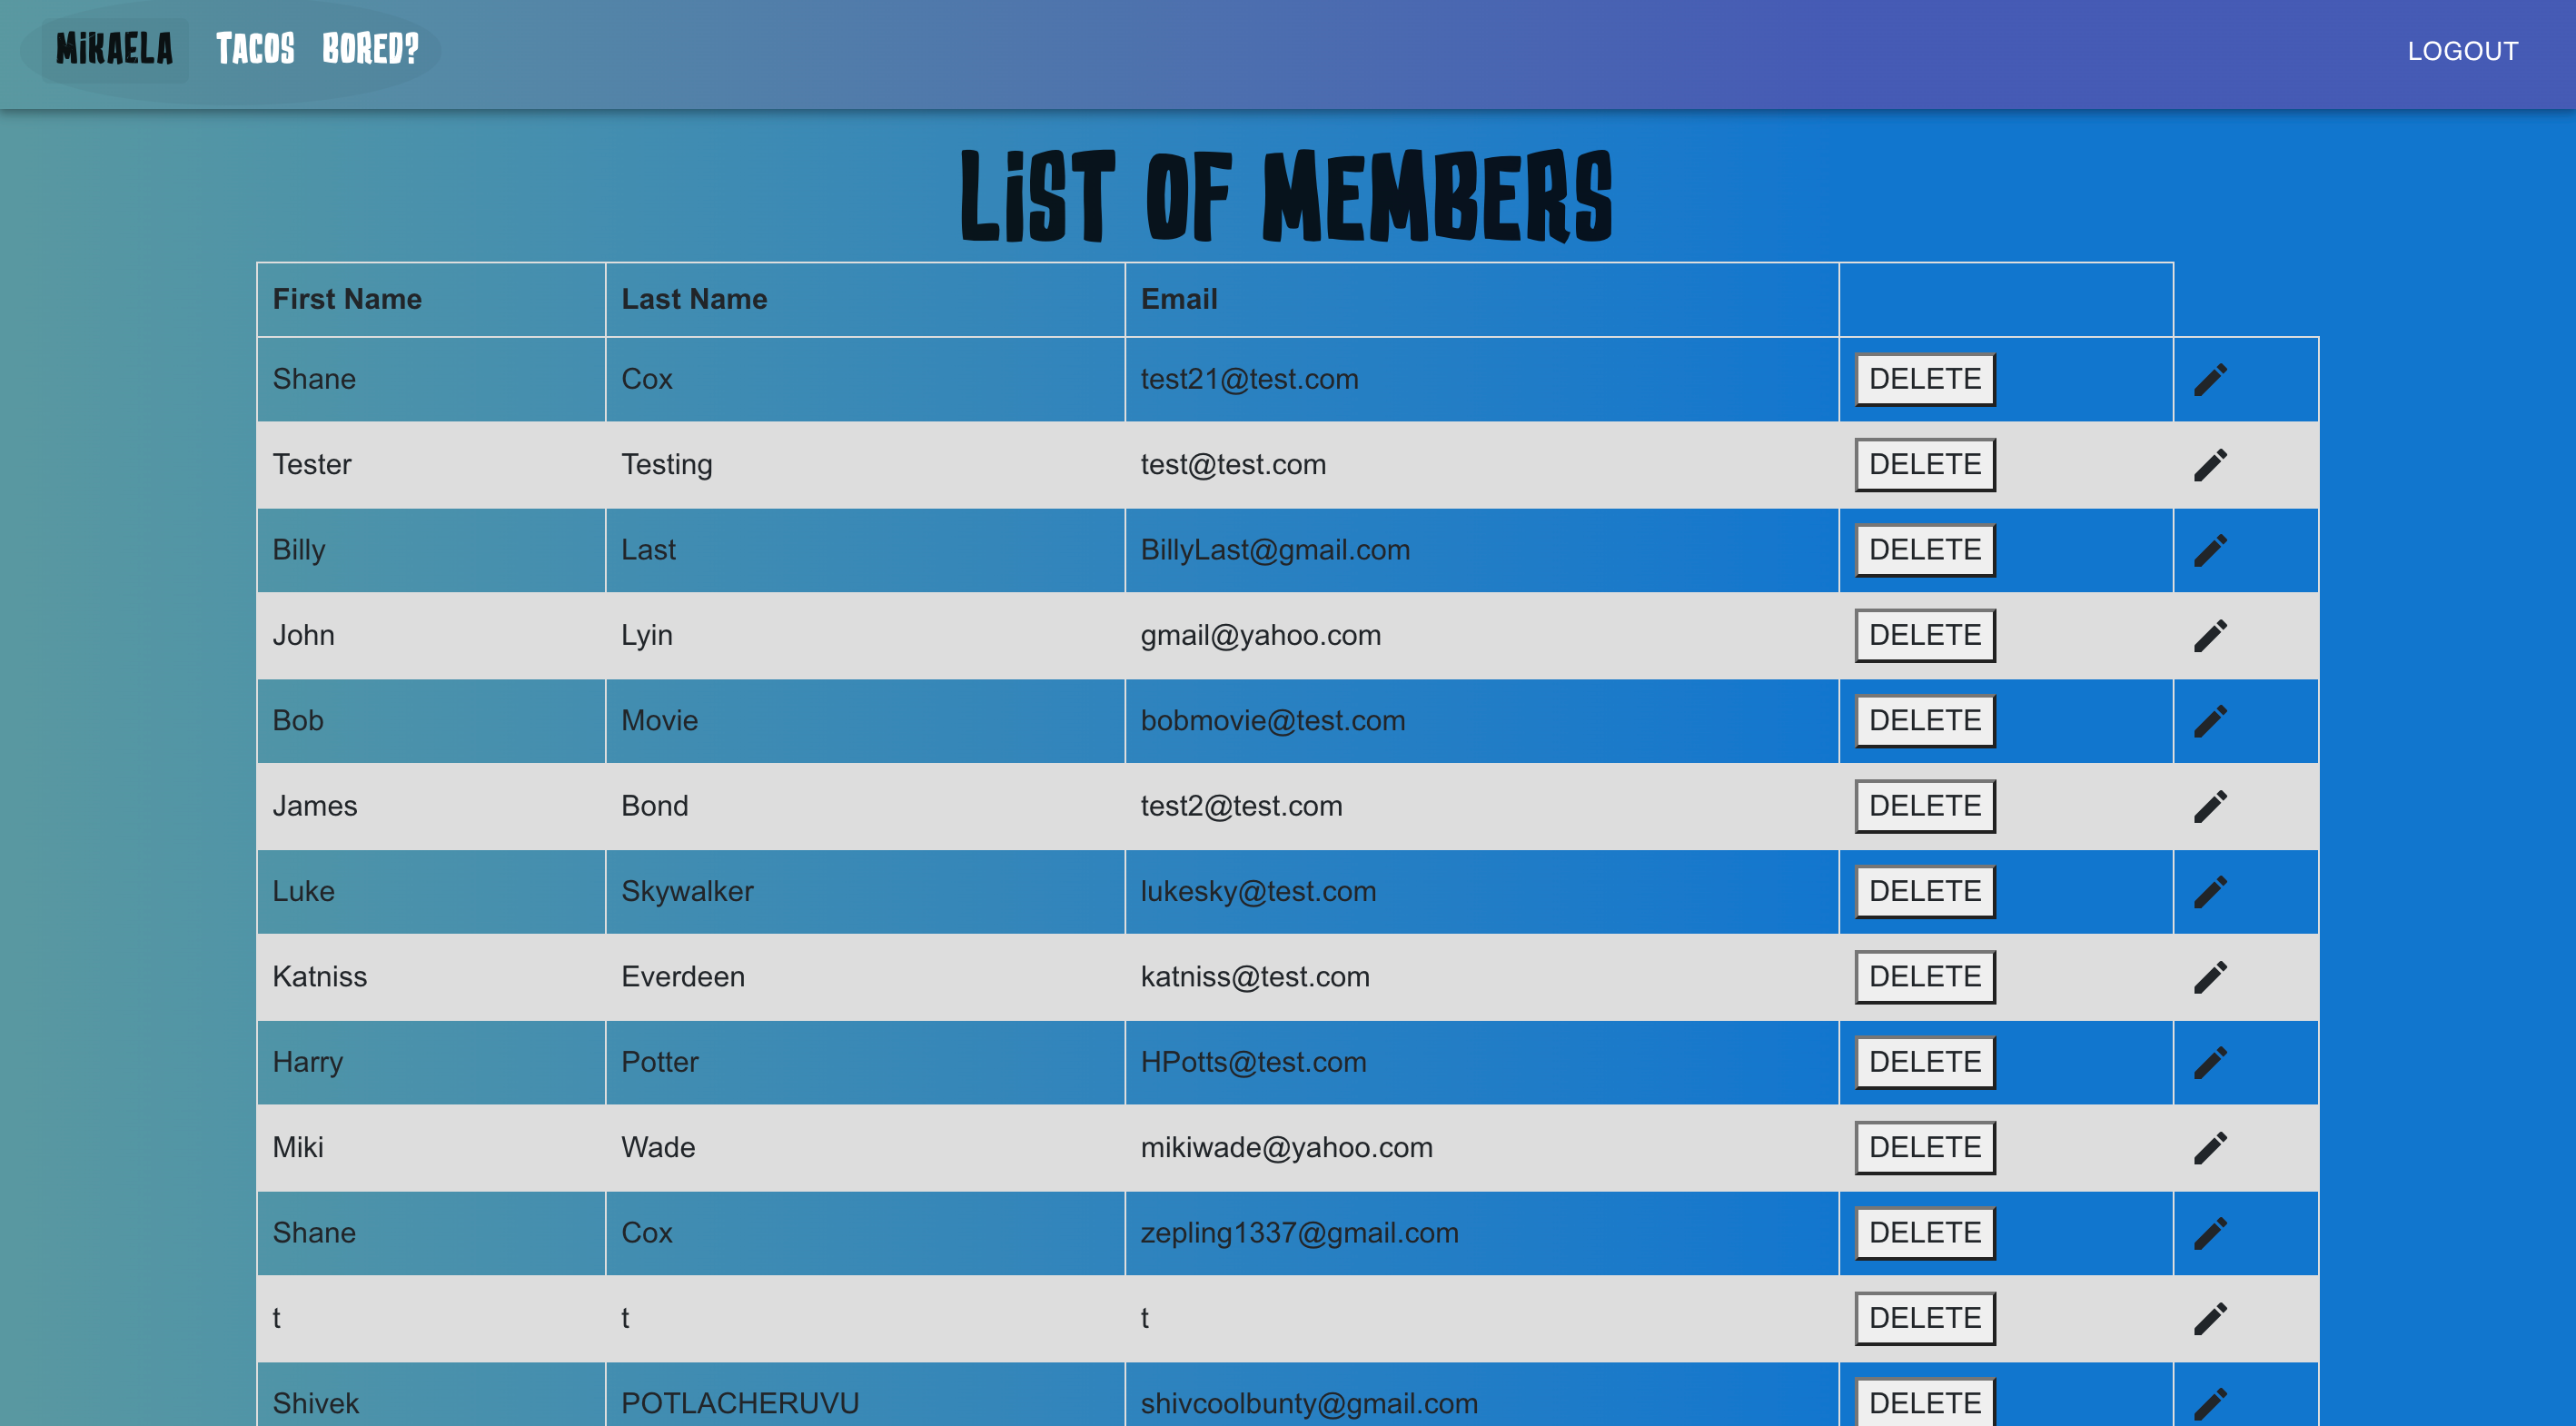 MiKAELA TACOS BORED? LOGOUT
LiST OF MEMBERS
First Name Last Name Email
Shane Cox test21@test.com DELETE
Tester Testing test@test.com DELETE
Billy Last BillyLast@gmail.com DELETE
John Lyin gmail@yahoo.com DELETE
Bob Movie bobmovie@test.com DELETE
James Bond test2@test.com DELETE
Luke Skywalker lukesky@test.com DELETE
Katniss Everdeen katniss@test.com DELETE
Harry Potter HPotts@test.com DELETE
Miki Wade mikiwade@yahoo.com DELETE
Shane Cox zepling1337@gmail.com DELETE
t t t DELETE
Shivek POTLACHERUVU shivcoolbunty@gmail.com DELETE